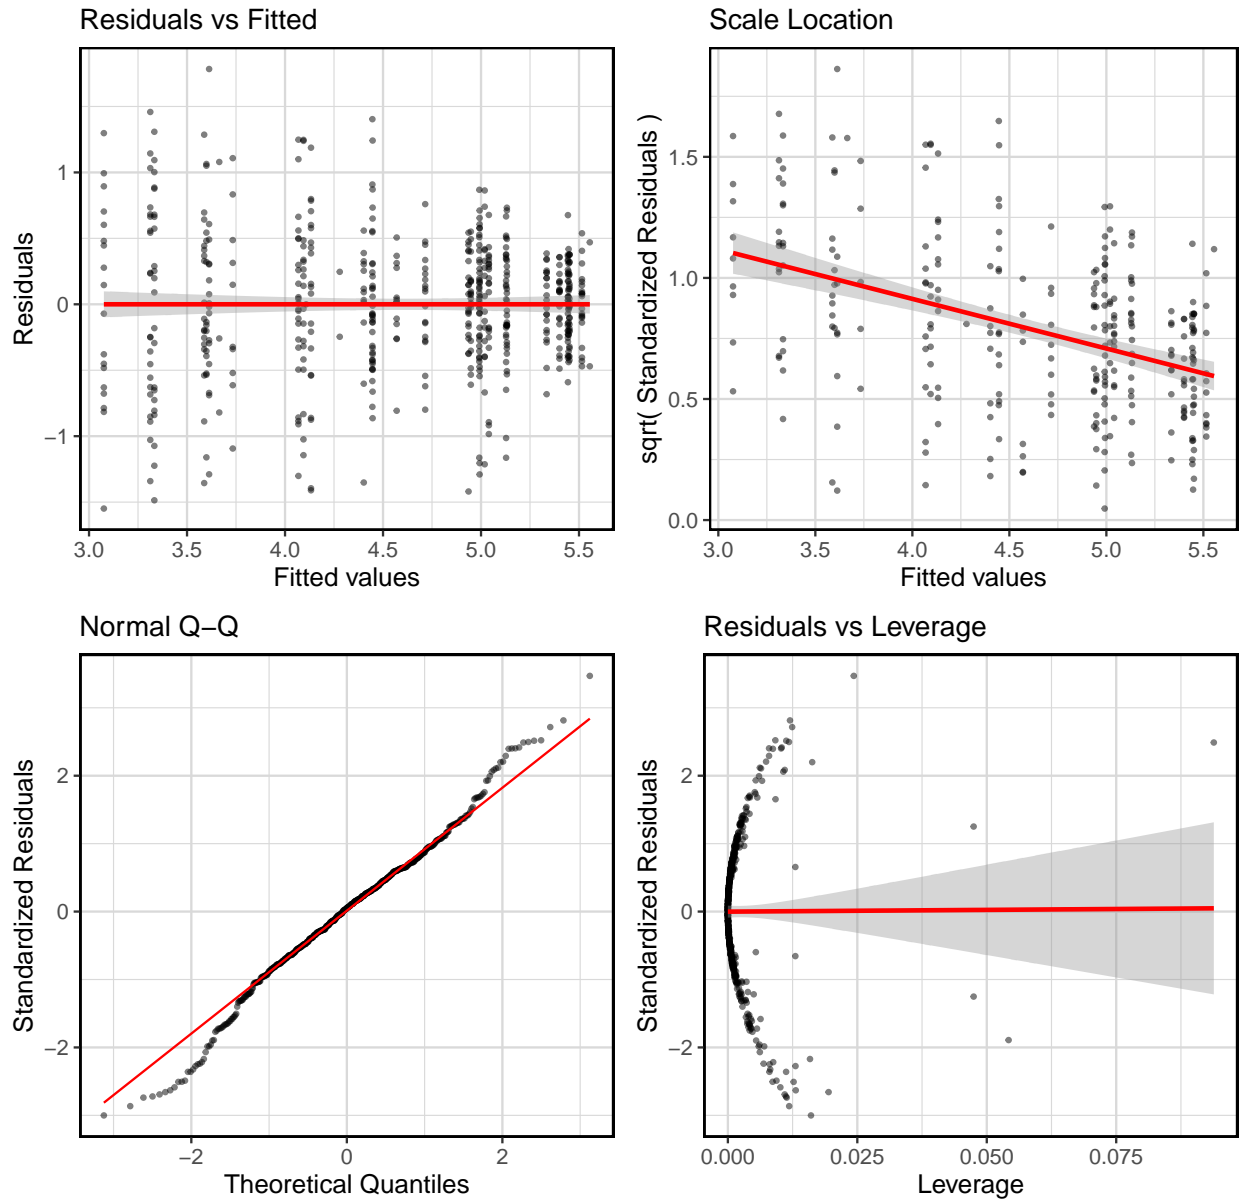 Residuals vs Fitted
Residuals
1
0
−1
3.0 3.5 4.0 4.5 5.0 5.5
Fitted values
Scale Location
sqrt( Standardized Residuals )
1.5
1.0
0.5
0.0
3.0 3.5 4.0 4.5 5.0 5.5
Fitted values
Normal Q−Q
Standardized Residuals
2
0
−2
−2 0 2
Theoretical Quantiles
Residuals vs Leverage
Standardized Residuals
2
0
−2
0.000 0.025 0.050 0.075
Leverage